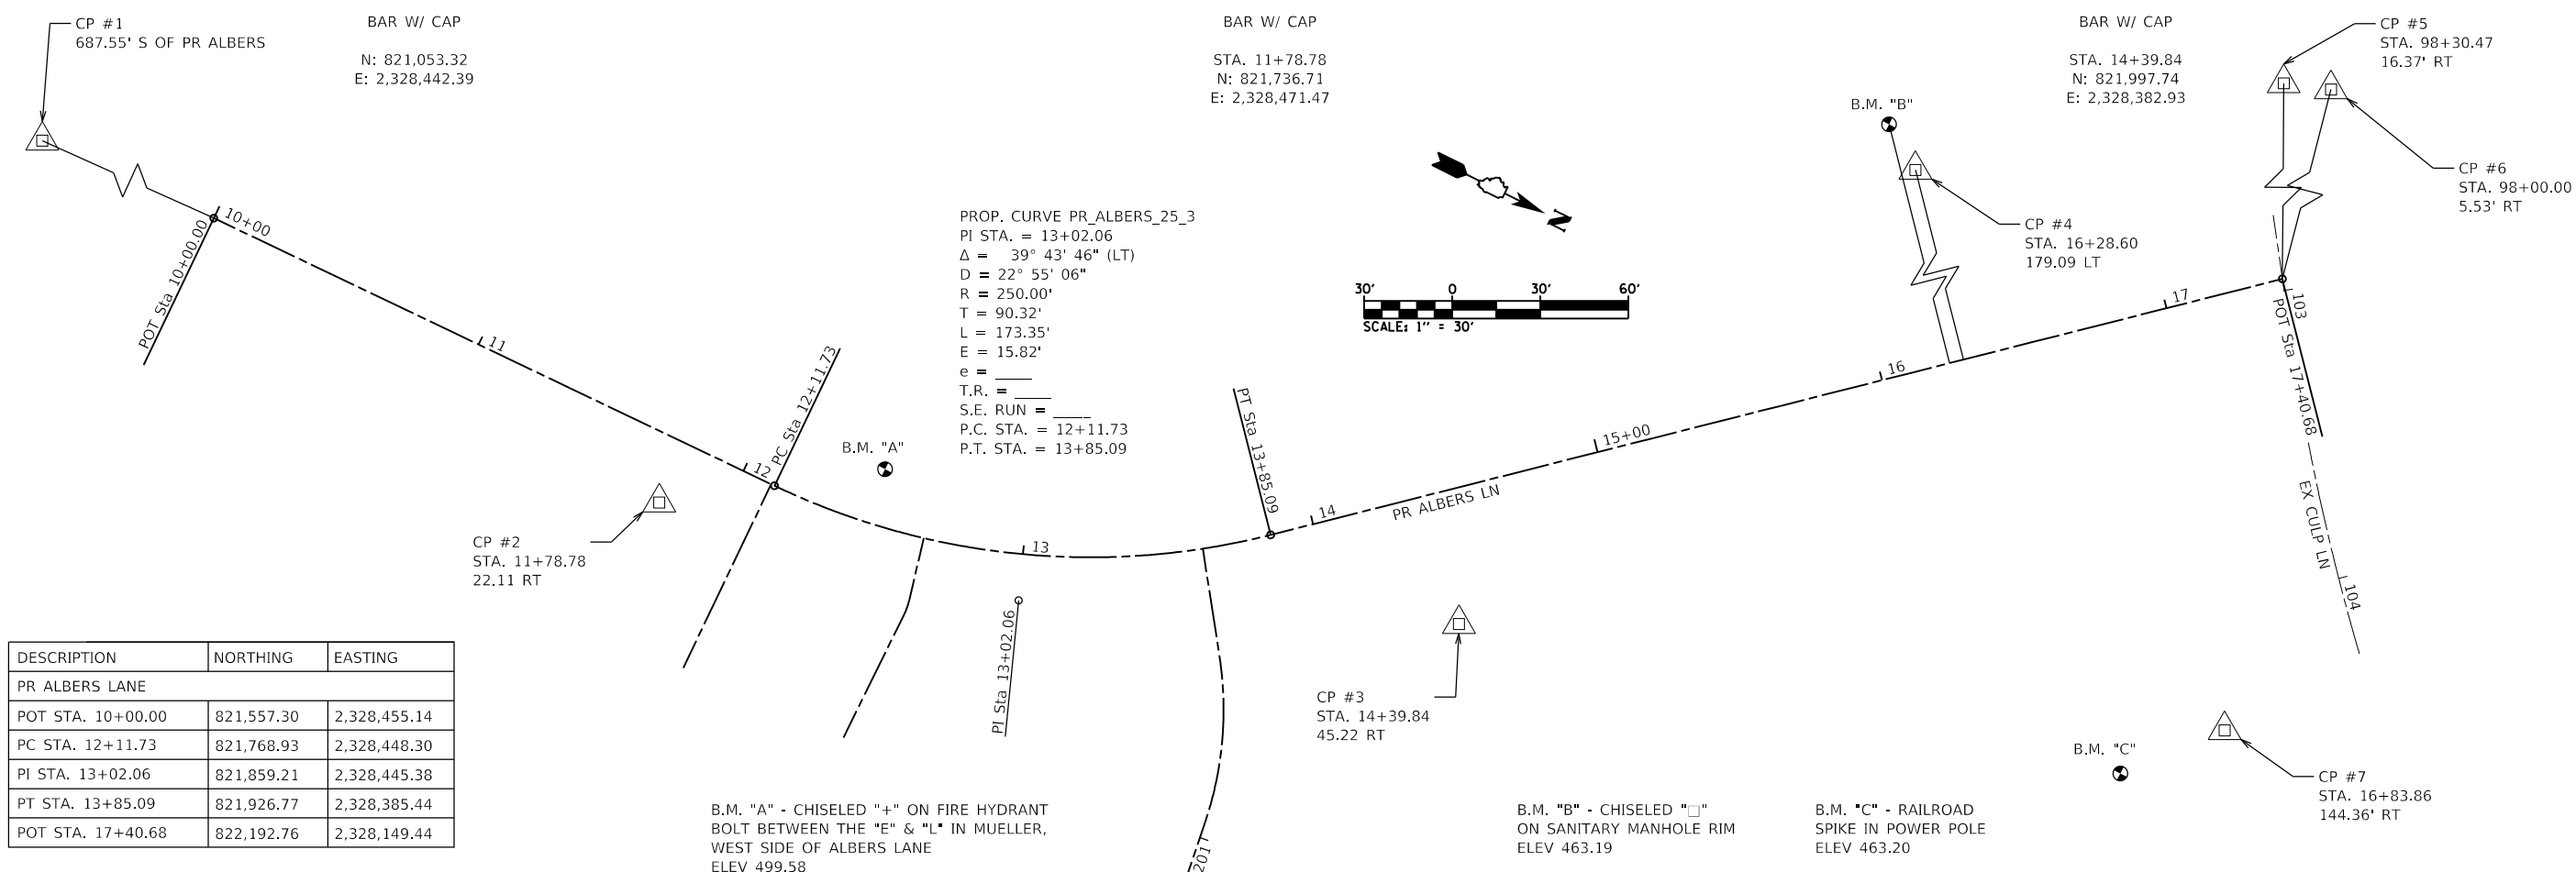 CP #1
687.55' S OF PR ALBERS
BAR W/ CAP
N: 821,053.32
E: 2,328,442.39
BAR W/ CAP
STA. 11+78.78
N: 821,736.71
E: 2,328,471.47
BAR W/ CAP
STA. 14+39.84
N: 821,997.74
E: 2,328,382.93
CP #5
STA. 98+30.47
16.37' RT
B.M. "B"
CP #6
STA. 98+00.00
5.53' RT
CP #4
STA. 16+28.60
179.09 LT
N
10+00
POT Sta 10+00.00
11
12
PC Sta 12+11.73
PROP. CURVE PR_ALBERS_25_3
PI STA. = 13+02.06
Δ = 39° 43' 46" (LT)
D = 22° 55' 06"
R = 250.00'
T = 90.32'
L = 173.35'
E = 15.82'
e = ____
T.R. = ____
S.E. RUN = ____
P.C. STA. = 12+11.73
P.T. STA. = 13+85.09
30' 0 30' 60'
SCALE: 1" = 30'
B.M. "A"
13
PT Sta 13+85.09
14
PR ALBERS LN
15+00
16
17
103
POT Sta 17+40.68
EX CULP LN
104
CP #2
STA. 11+78.78
22.11 RT
PI Sta 13+02.06
201
CP #3
STA. 14+39.84
45.22 RT
B.M. "C"
CP #7
STA. 16+83.86
144.36' RT
DESCRIPTION NORTHING EASTING
PR ALBERS LANE
POT STA. 10+00.00 821,557.30 2,328,455.14
PC STA. 12+11.73 821,768.93 2,328,448.30
PI STA. 13+02.06 821,859.21 2,328,445.38
PT STA. 13+85.09 821,926.77 2,328,385.44
POT STA. 17+40.68 822,192.76 2,328,149.44
B.M. "A" - CHISELED "+" ON FIRE HYDRANT
BOLT BETWEEN THE "E" & "L" IN MUELLER,
WEST SIDE OF ALBERS LANE
ELEV 499.58
B.M. "B" - CHISELED "□"
ON SANITARY MANHOLE RIM
ELEV 463.19
B.M. "C" - RAILROAD
SPIKE IN POWER POLE
ELEV 463.20